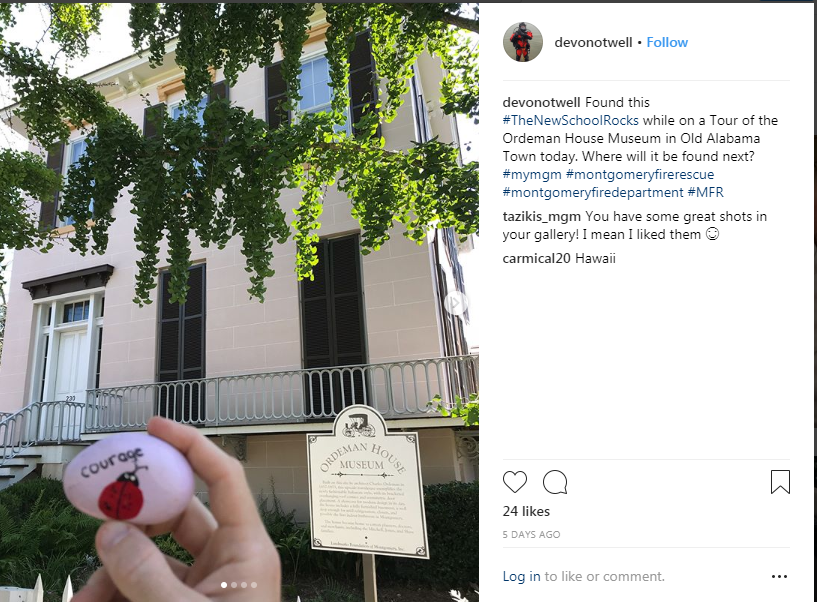 devonotwell • Follow
devonotwell Found this
#TheNewSchoolRocks while on a Tour of the
Ordeman House Museum in Old Alabama
Town today. Where will it be found next?
#mymgm #montgomeryfirerescue
#montgomeryfiredepartment #MFR
tazikis_mgm You have some great shots in
your gallery! I mean I liked them
carmical20 Hawaii
24 likes
5 DAYS AGO
Log in to like or comment.
230
courage
ORDEMAN HOUSE
MUSEUM